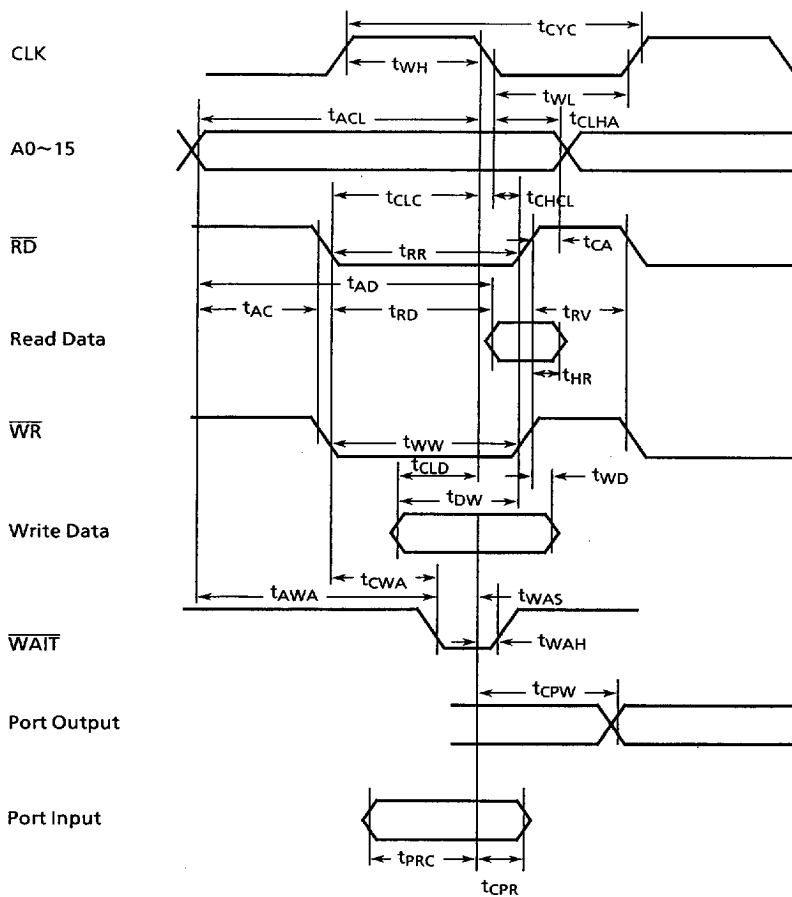 CLK
tCYC
tWH
tWL
tACL
tCLHA
A0~15
tCLC
tCHCL
RD
tRR
tCA
tAD
tAC
tRD
tRV
Read Data
tHR
WR
tWW
tCLD
tWD
tDW
Write Data
tCWA
tAWA
tWAS
WAIT
tWAH
tCPW
Port Output
Port Input
tPRC
tCPR